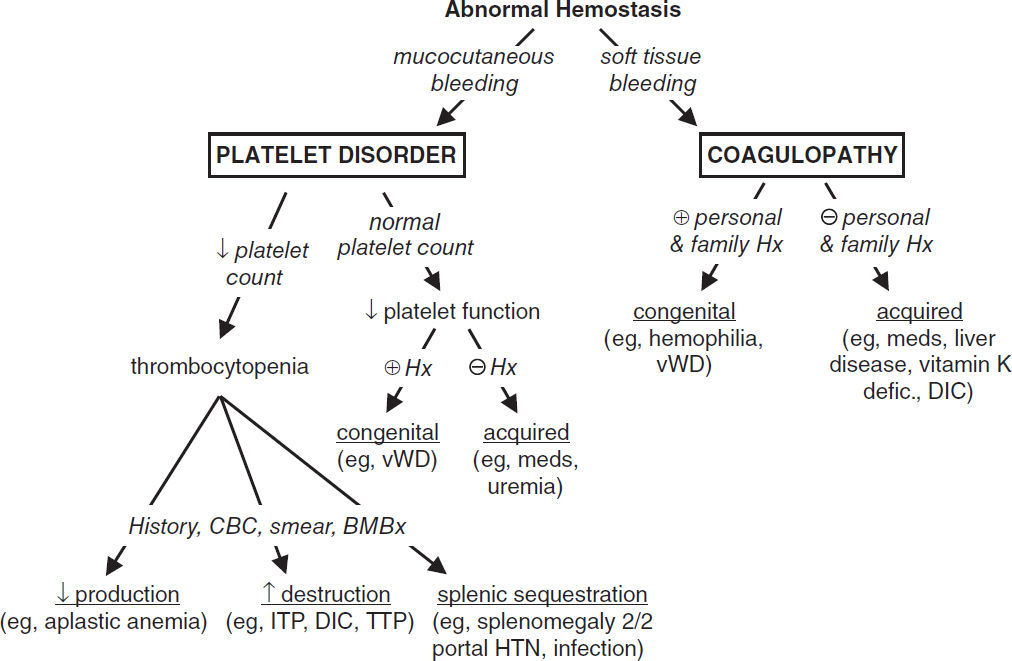 Abnormal Hemostasis
mucocutaneous
bleeding
soft tissue
bleeding
PLATELET DISORDER
COAGULOPATHY
↓ platelet
count
normal
platelet count
⊕ personal
& family Hx
⊖ personal
& family Hx
↓ platelet function
congenital
(eg, hemophilia,
vWD)
acquired
(eg, meds, liver
disease, vitamin K
defic., DIC)
thrombocytopenia
⊕ Hx
⊖ Hx
congenital
(eg, vWD)
acquired
(eg, meds,
uremia)
History, CBC, smear, BMBx
↓ production
(eg, aplastic anemia)
↑ destruction
(eg, ITP, DIC, TTP)
splenic sequestration
(eg, splenomegaly 2/2
portal HTN, infection)